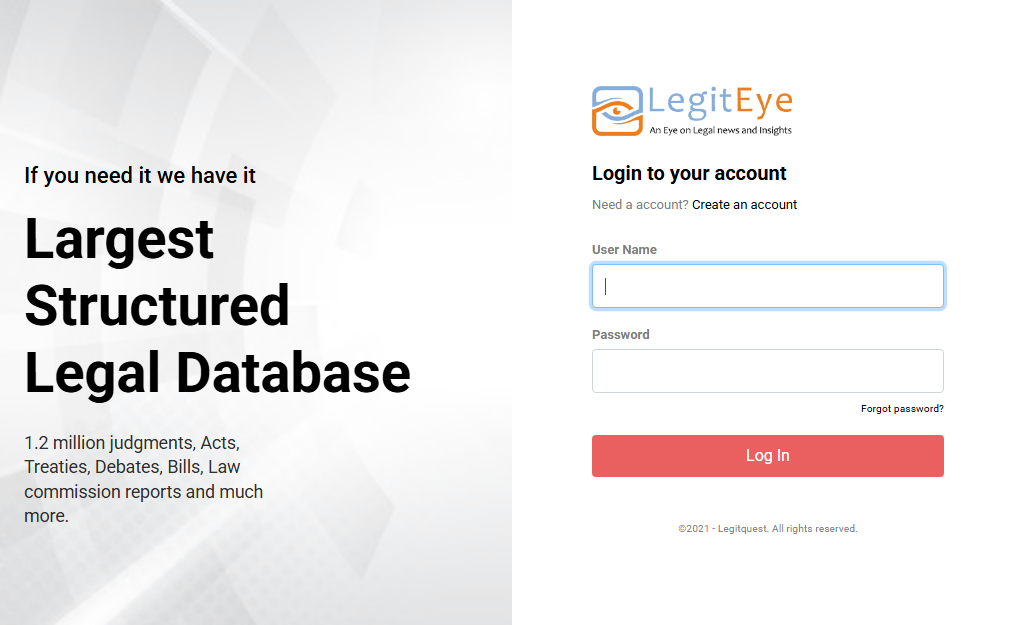 If you need it we have it
Largest
Structured
Legal Database
1.2 million judgments, Acts,
Treaties, Debates, Bills, Law
commission reports and much
more.
LegitEye
An Eye on Legal news and Insights
Login to your account
Need a account? Create an account
User Name
Password
Forgot password?
Log In
©2021 - Legitquest. All rights reserved.